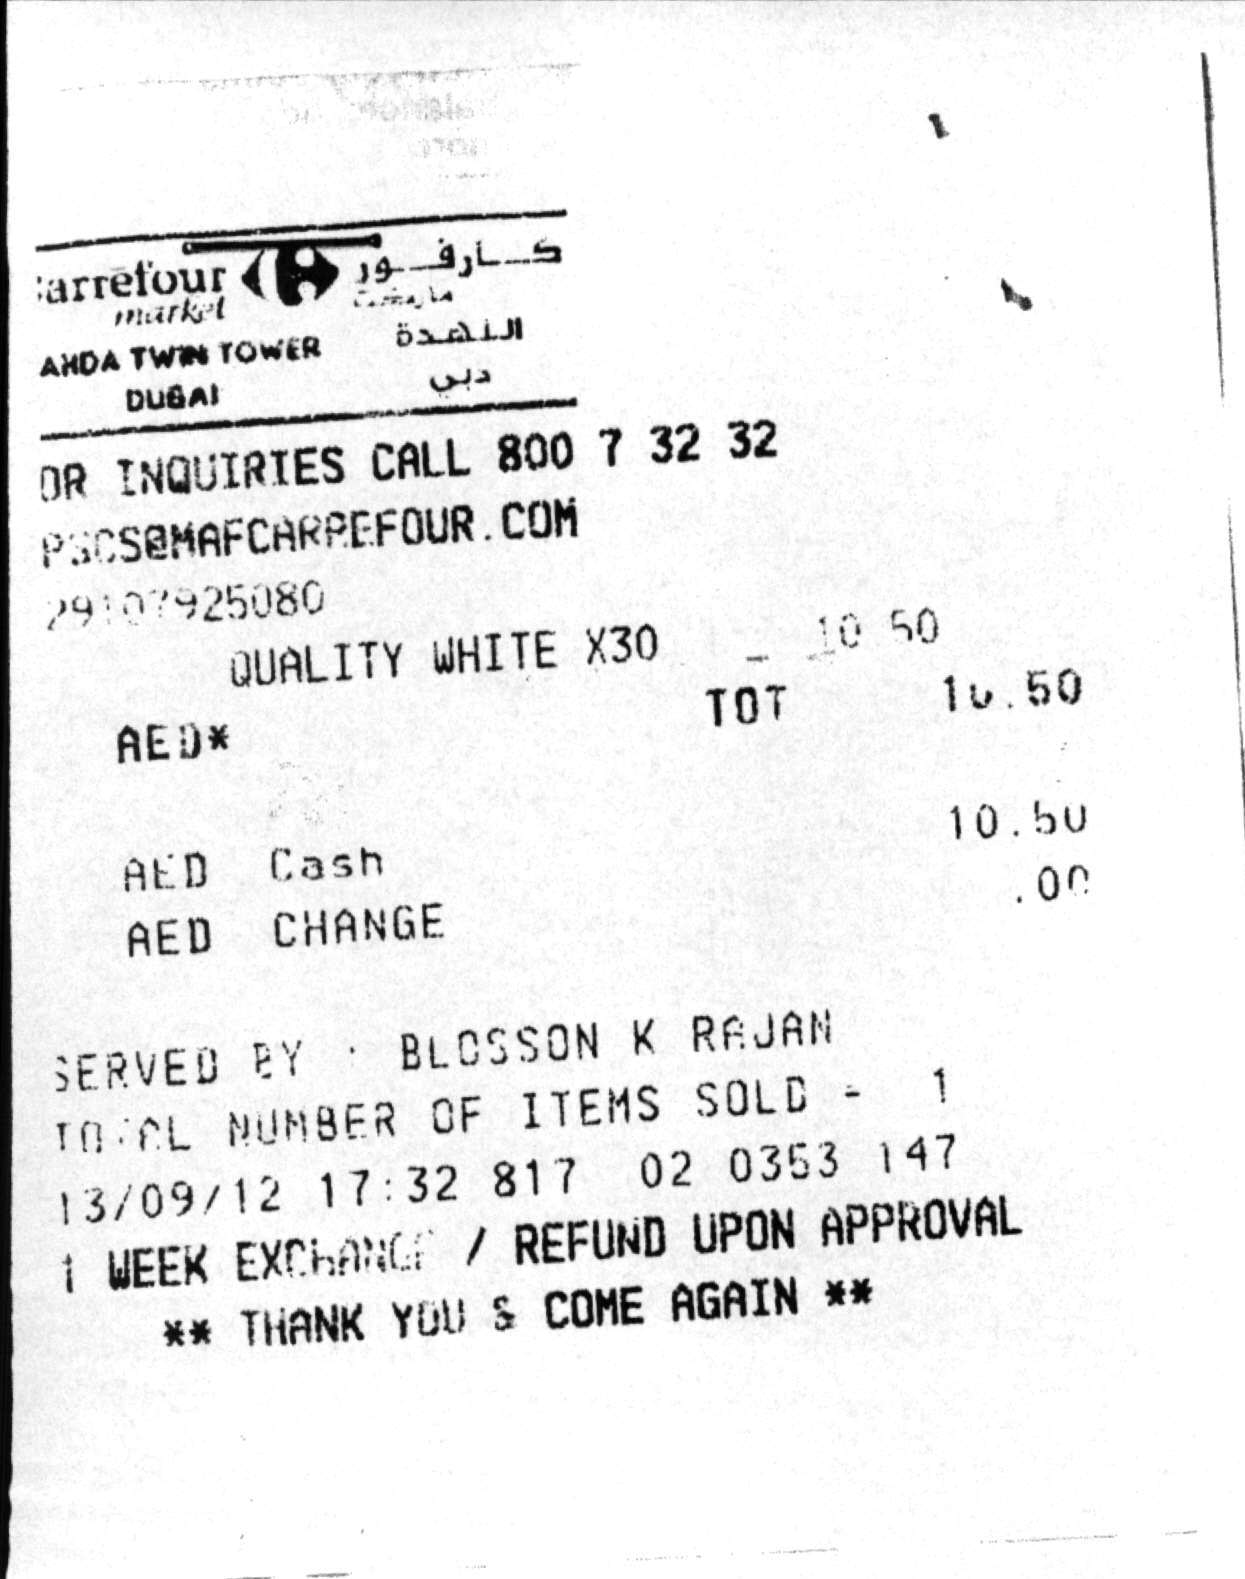 arrefour كارفور
market ماركت
AHDA TWIN TOWER النهدة
DUBAI دبي
OR INQUIRIES CALL 800 7 32 32
PSCS@MAFCARREFOUR.COM
29107925080
QUALITY WHITE X30 10.50
AED* TOT 10.50
AED Cash 10.50
AED CHANGE .00
SERVED BY : BLOSSON K RAJAN
TOTAL NUMBER OF ITEMS SOLD - 1
13/09/12 17:32 817 02 0353 147
1 WEEK EXCHANGE / REFUND UPON APPROVAL
** THANK YOU & COME AGAIN **